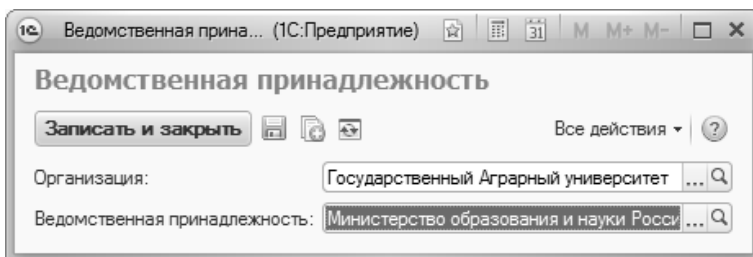 1С Ведомственная прина... (1С:Предприятие) 31 M M+ M-
Ведомственная принадлежность
Записать и закрыть Все действия ?
Организация: Государственный Аграрный университет ...
Ведомственная принадлежность: Министерство образования и науки Росси ...